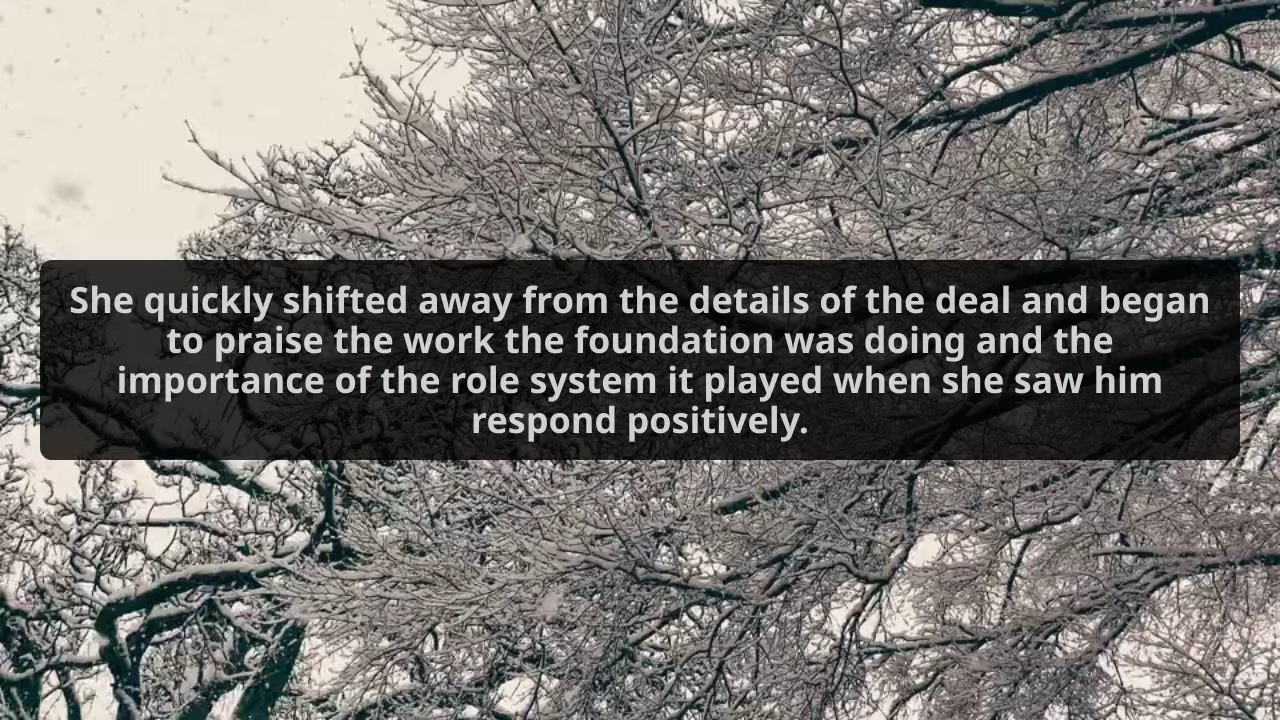 She quickly shifted away from the details of the deal and began
to praise the work the foundation was doing and the
importance of the role system it played when she saw him
respond positively.